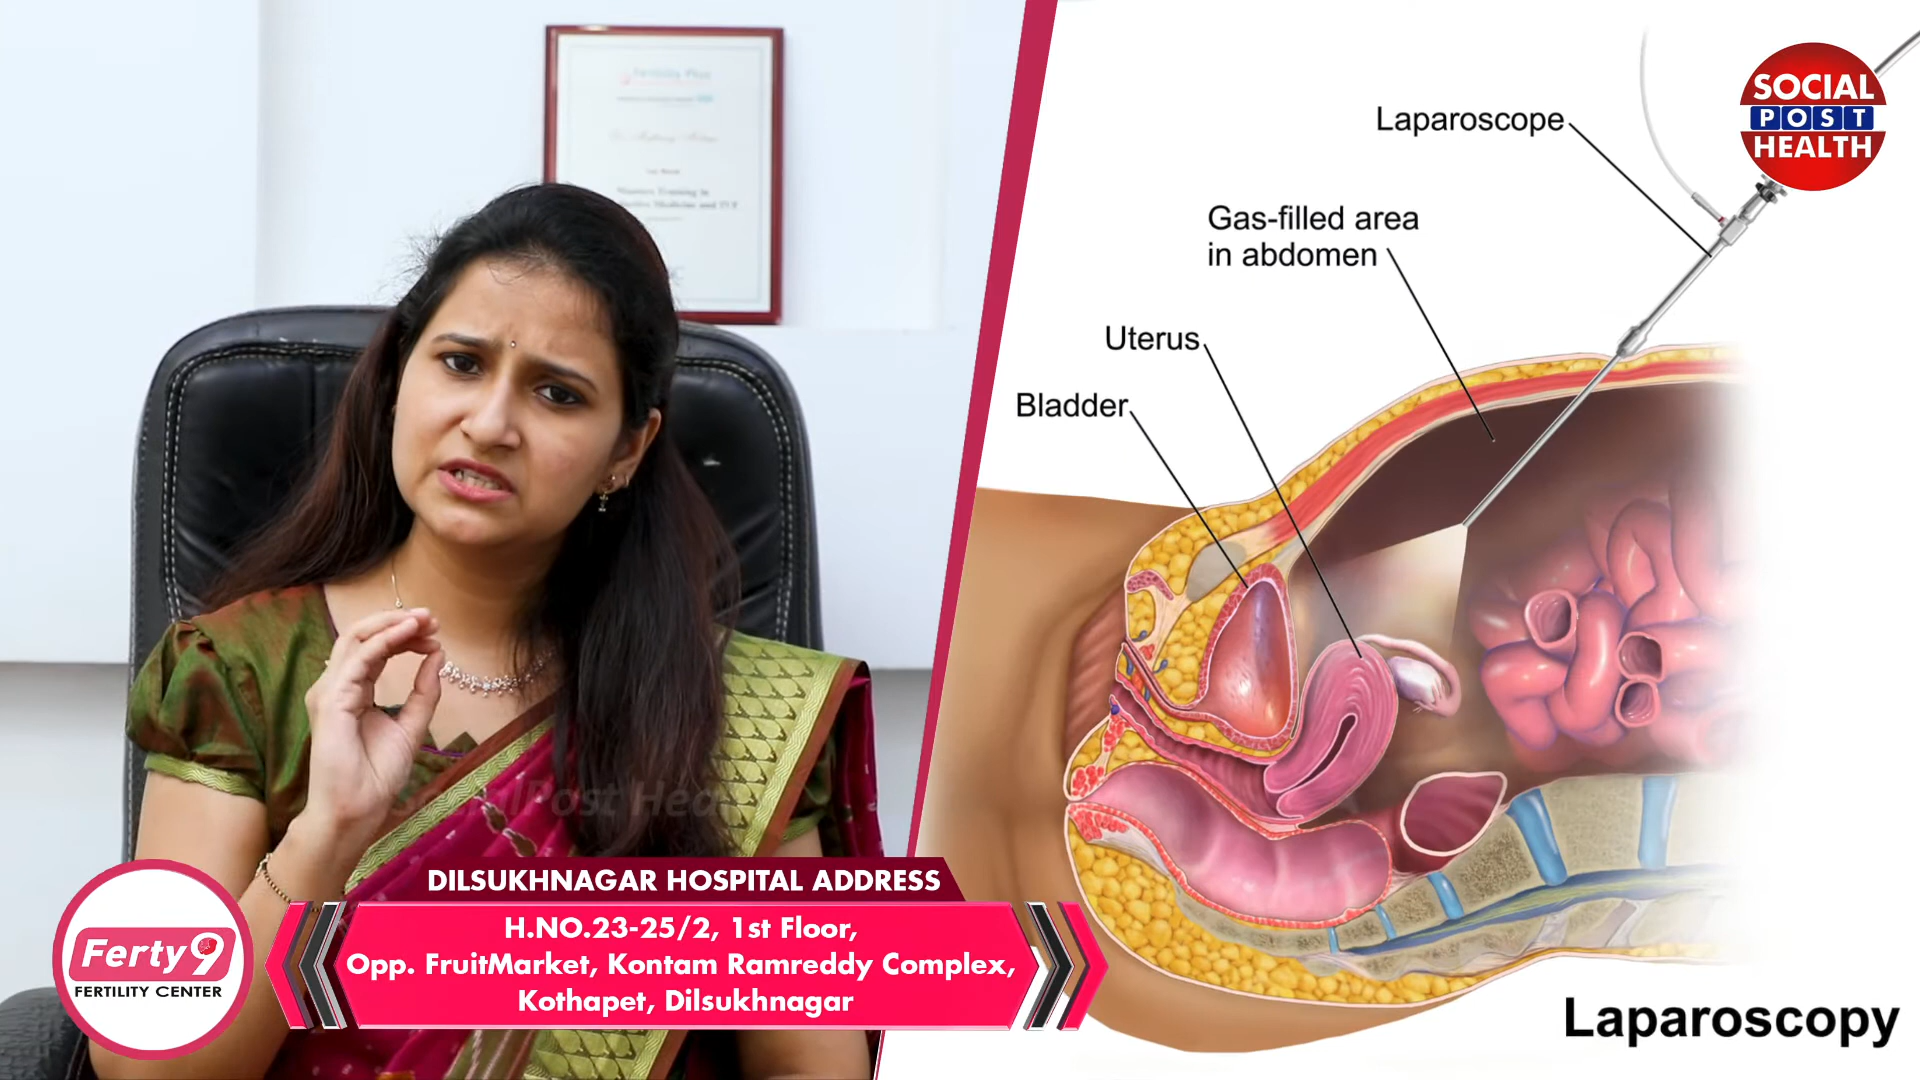 SOCIAL
POST
HEALTH
Laparoscope
Gas-filled area
in abdomen
Uterus
Bladder
Laparoscopy
DILSUKHNAGAR HOSPITAL ADDRESS
H.NO.23-25/2, 1st Floor,
Opp. FruitMarket, Kontam Ramreddy Complex,
Kothapet, Dilsukhnagar
Ferty9
FERTILITY CENTER